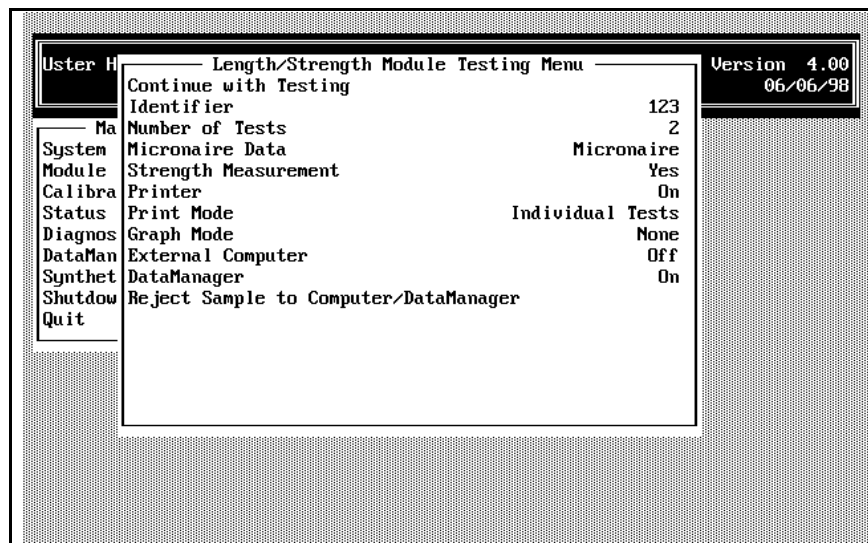 Uster H
Version 4.00
06/06/98
Length/Strength Module Testing Menu
Continue with Testing
Identifier 123
Number of Tests 2
Micronaire Data Micronaire
Strength Measurement Yes
Printer On
Print Mode Individual Tests
Graph Mode None
External Computer Off
DataManager On
Reject Sample to Computer/DataManager
Ma
System
Module
Calibra
Status
Diagnos
DataMan
Synthet
Shutdow
Quit